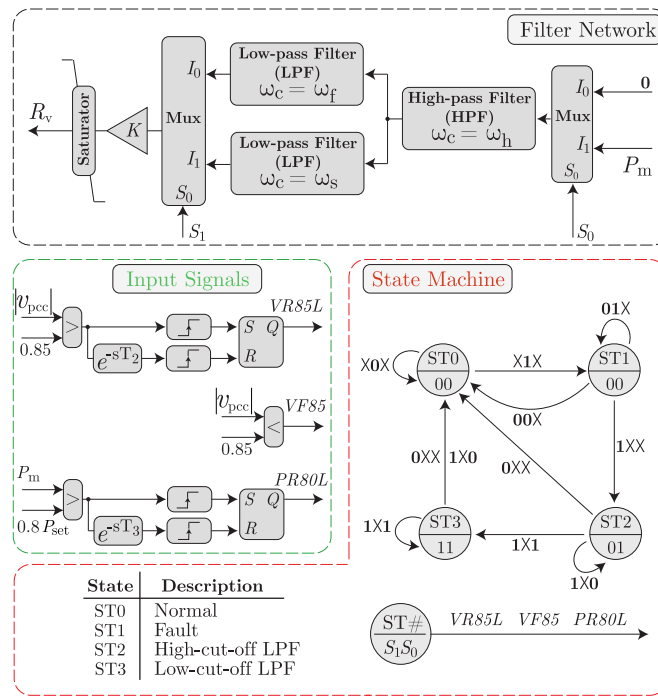 Filter Network
Low-pass Filter
(LPF)
ω_c = ω_f
High-pass Filter
(HPF)
ω_c = ω_h
Low-pass Filter
(LPF)
ω_c = ω_s
R_v
Saturator
K
I_0
Mux
I_1
S_0
S_1
I_0
Mux
I_1
S_0
0
P_m
S_0
Input Signals
|v_pcc|
0.85
>
e^-sT_2
S Q
R
VR85L
|v_pcc|
0.85
<
VF85
P_m
0.8 P_set
>
e^-sT_3
S Q
R
PR80L
State Machine
X0X
ST0
00
X1X
ST1
00
01X
00X
0XX
1X0
0XX
1XX
1X1
ST3
11
1X1
ST2
01
1X0
ST#
S_1S_0
VR85L VF85 PR80L
State Description
ST0 Normal
ST1 Fault
ST2 High-cut-off LPF
ST3 Low-cut-off LPF